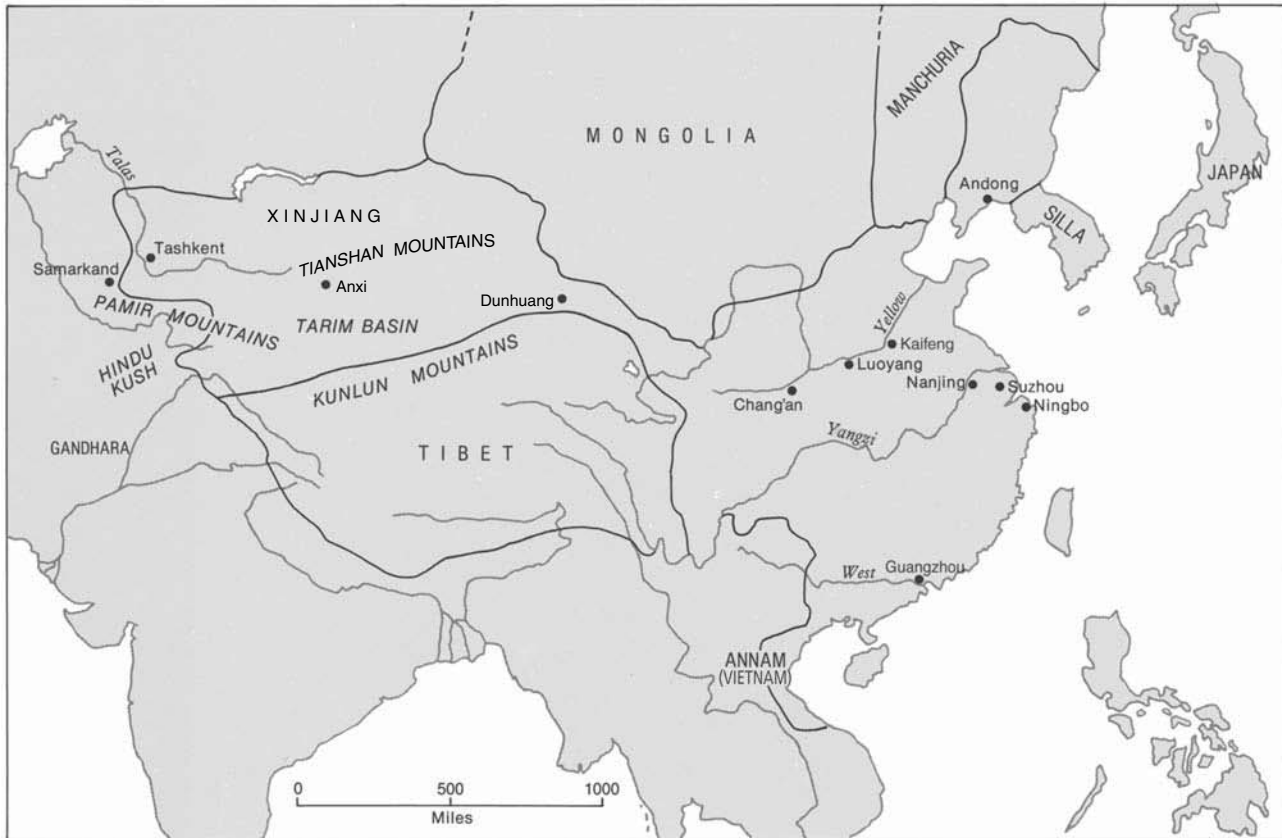 MANCHURIA
MONGOLIA
JAPAN
Talas
Andong
SILLA
XINJIANG
Tashkent
TIANSHAN MOUNTAINS
Samarkand
Anxi
Dunhuang
PAMIR MOUNTAINS
TARIM BASIN
Yellow
Kaifeng
HINDU
KUSH
KUNLUN MOUNTAINS
Luoyang
Nanjing
Suzhou
Chang'an
Ningbo
GANDHARA
TIBET
Yangzi
West
Guangzhou
ANNAM
(VIETNAM)
0 500 1000
Miles